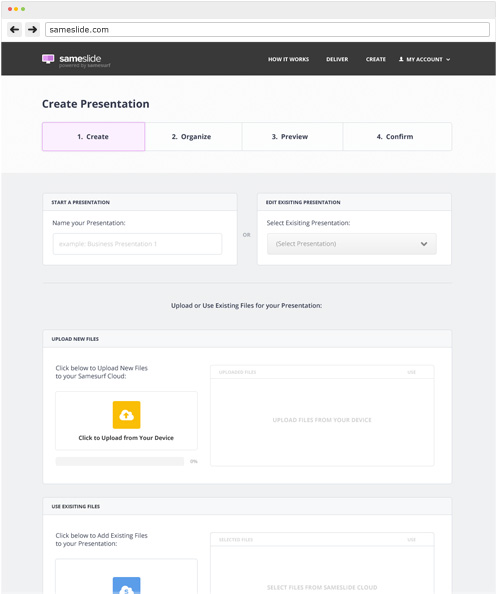 sameslide.com
sameslide
powered by samesurf
HOW IT WORKS
DELIVER
CREATE
MY ACCOUNT
Create Presentation
1. Create
2. Organize
3. Preview
4. Confirm
START A PRESENTATION
Name your Presentation:
example: Business Presentation 1
OR
EDIT EXISITING PRESENTATION
Select Exisiting Presentation:
(Select Presentation)
Upload or Use Existing Files for your Presentation:
UPLOAD NEW FILES
Click below to Upload New Files
to your Samesurf Cloud:
Click to Upload from Your Device
0%
UPLOADED FILES
USE
UPLOAD FILES FROM YOUR DEVICE
USE EXISITING FILES
Click below to Add Existing Files
to your Presentation:
S
SELECTED FILES
USE
SELECT FILES FROM SAMESLIDE CLOUD